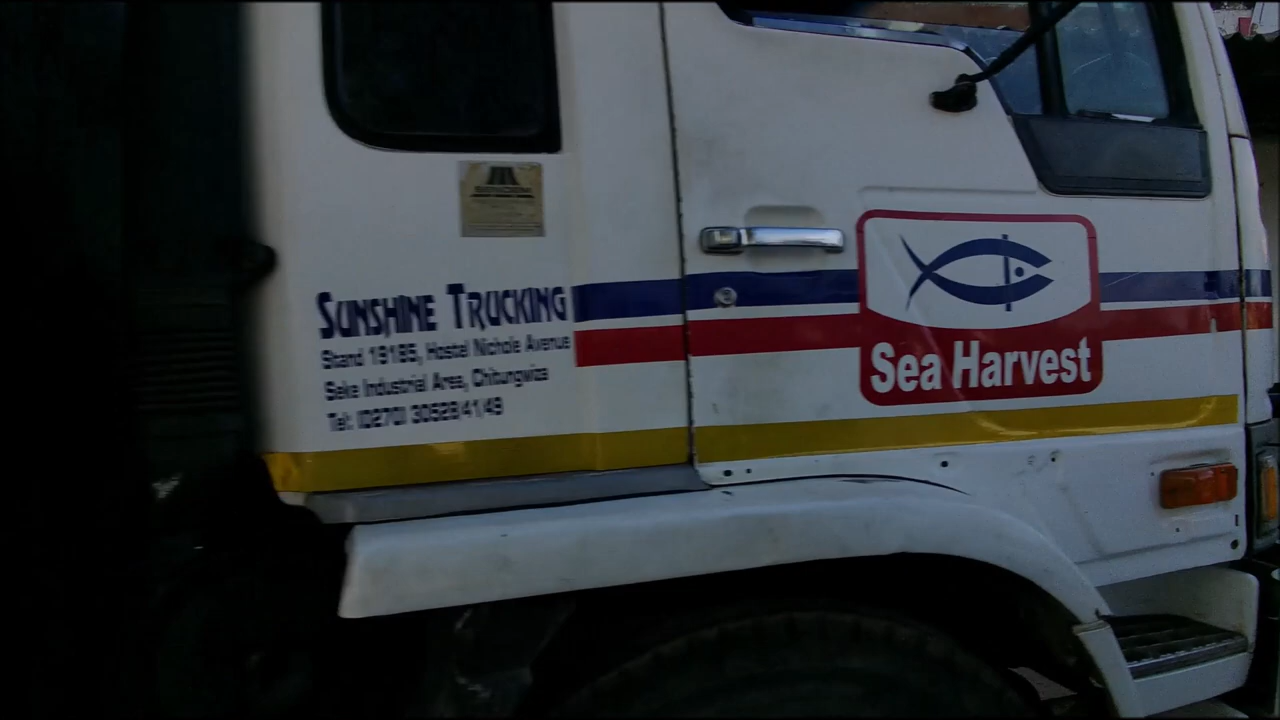 SUNSHINE TRUCKING
Stand 19185, Hostel Nichole Avenue
Seke Industrial Area, Chitungwiza
Tel: (0270) 30528/41/49
Sea Harvest